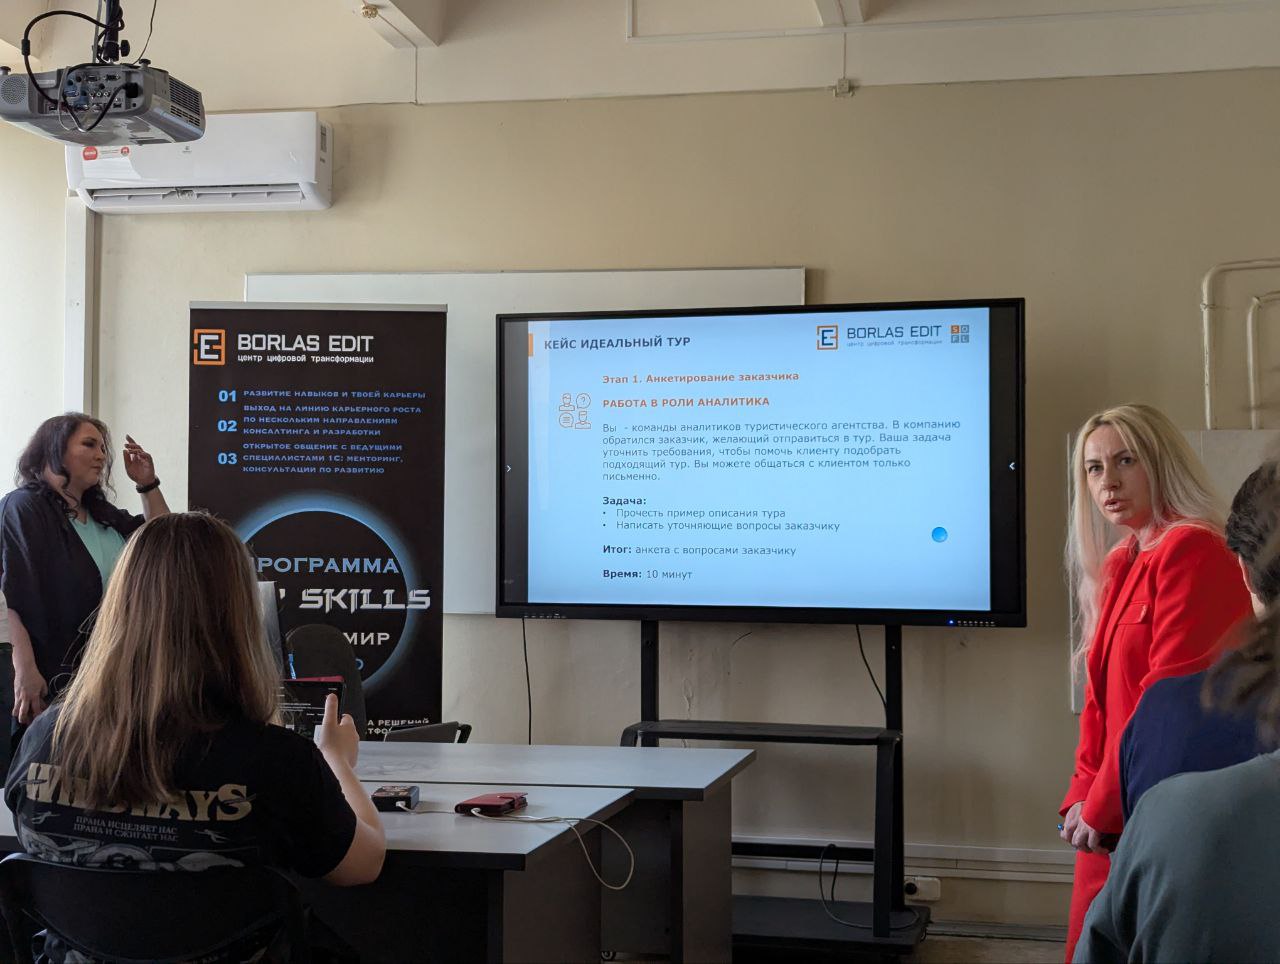 BORLAS EDIT
центр цифровой трансформации
01 РАЗВИТИЕ НАВЫКОВ И ТВОЕЙ КАРЬЕРЫ
02 ВЫХОД НА ЛИНИЮ КАРЬЕРНОГО РОСТА
ПО НЕСКОЛЬКИМ НАПРАВЛЕНИЯМ
КОНСАЛТИНГА И РАЗРАБОТКИ
03 ОТКРЫТОЕ ОБЩЕНИЕ С ВЕДУЩИМИ
СПЕЦИАЛИСТАМИ 1С: МЕНТОРИНГ,
КОНСУЛЬТАЦИИ ПО РАЗВИТИЮ
РОГРАММА
SKILLS
МИР
А РЕШЕНИЙ
КЕЙС ИДЕАЛЬНЫЙ ТУР
BORLAS EDIT
центр цифровой трансформации
SO
FL
Этап 1. Анкетирование заказчика
РАБОТА В РОЛИ АНАЛИТИКА
Вы - команды аналитиков туристического агентства. В компанию
обратился заказчик, желающий отправиться в тур. Ваша задача
уточнить требования, чтобы помочь клиенту подобрать
подходящий тур. Вы можете общаться с клиентом только
письменно.
Задача:
• Прочесть пример описания тура
• Написать уточняющие вопросы заказчику
Итог: анкета с вопросами заказчику
Время: 10 минут
ПРАНА ИСЦЕЛЯЕТ НАС
ПРАНА И СЖИГАЕТ НАС